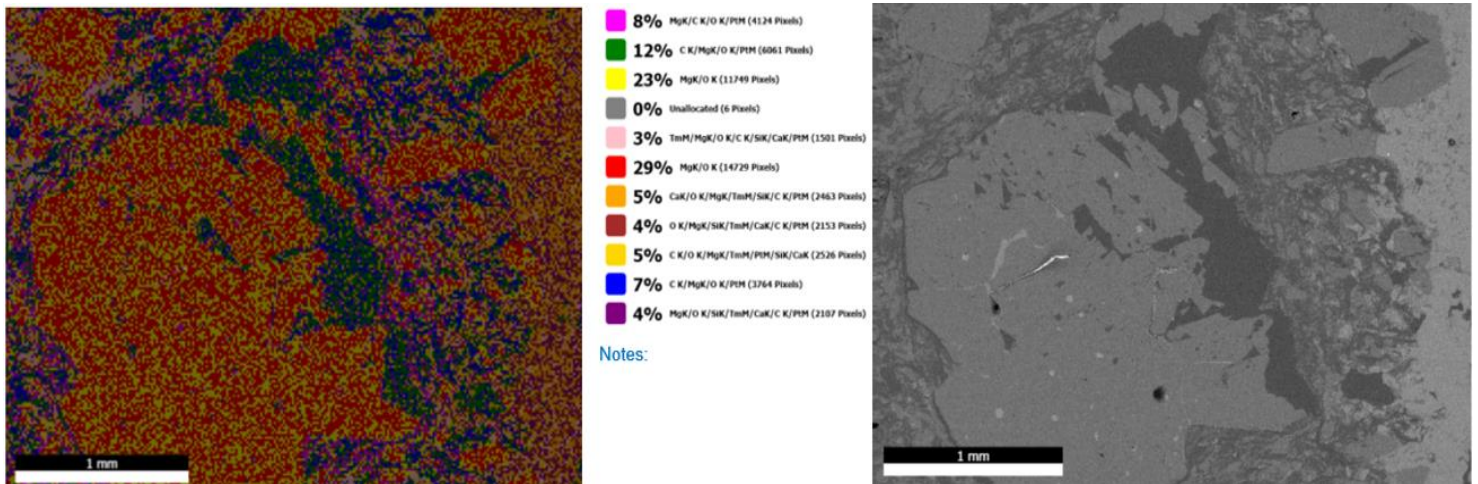 8% MgK/C K/O K/PtM (4124 Pixels)
12% C K/MgK/O K/PtM (6061 Pixels)
23% MgK/O K (11749 Pixels)
0% Unallocated (6 Pixels)
3% TmM/MgK/O K/C K/SiK/CaK/PtM (1501 Pixels)
29% MgK/O K (14729 Pixels)
5% CaK/O K/MgK/TmM/SiK/C K/PtM (2463 Pixels)
4% O K/MgK/SiK/TmM/CaK/C K/PtM (2153 Pixels)
5% C K/O K/MgK/TmM/PtM/SiK/CaK (2526 Pixels)
7% C K/MgK/O K/PtM (3764 Pixels)
4% MgK/O K/SiK/TmM/CaK/C K/PtM (2107 Pixels)
Notes:
1 mm
1 mm